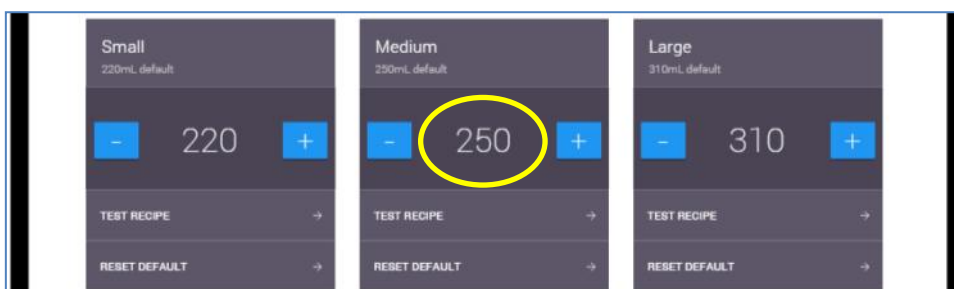 Small
220mL default
- 220 +
TEST RECIPE →
RESET DEFAULT →
Medium
250mL default
- 250 +
TEST RECIPE →
RESET DEFAULT →
Large
310mL default
- 310 +
TEST RECIPE →
RESET DEFAULT →